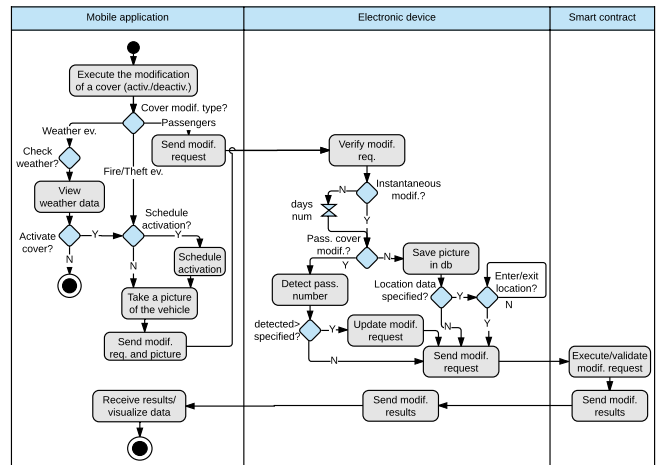 Mobile application
Electronic device
Smart contract
Execute the modification
of a cover (activ./deactiv.)
Cover modif. type?
Weather ev.
Passengers
Check
weather?
Send modif.
request
Fire/Theft ev.
View
weather data
Schedule
activation?
Activate
cover?
Y
Y
N
N
Schedule
activation
Take a picture
of the vehicle
Send modif.
req. and picture
Receive results/
visualize data
Verify modif.
req.
Instantaneous
modif.?
N
Y
days
num
Pass. cover
modif.?
N
Y
Save picture
in db
Detect pass.
number
Location data
specified?
Y
N
Enter/exit
location?
N
Y
detected>
specified?
Y
N
Update modif.
request
Send modif.
request
Send modif.
results
Execute/validate
modif. request
Send modif.
results